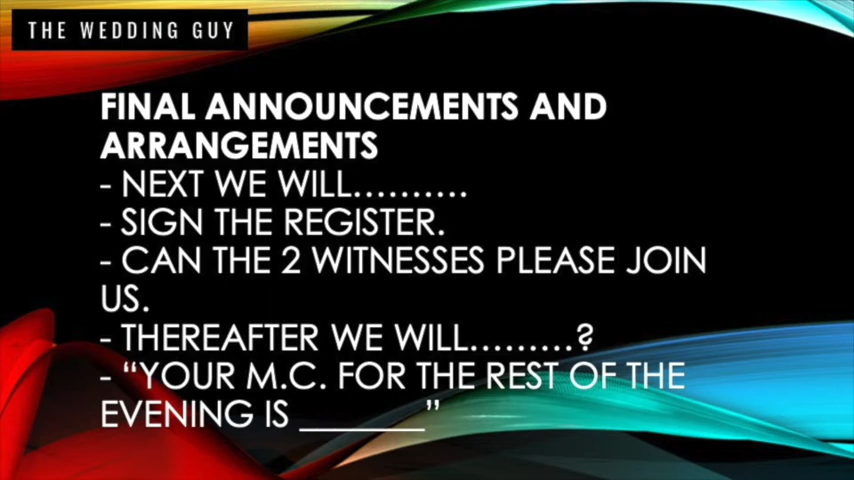 THE WEDDING GUY
FINAL ANNOUNCEMENTS AND
ARRANGEMENTS
- NEXT WE WILL..........
- SIGN THE REGISTER.
- CAN THE 2 WITNESSES PLEASE JOIN
US.
- THEREAFTER WE WILL.........?
- “YOUR M.C. FOR THE REST OF THE
EVENING IS _______”